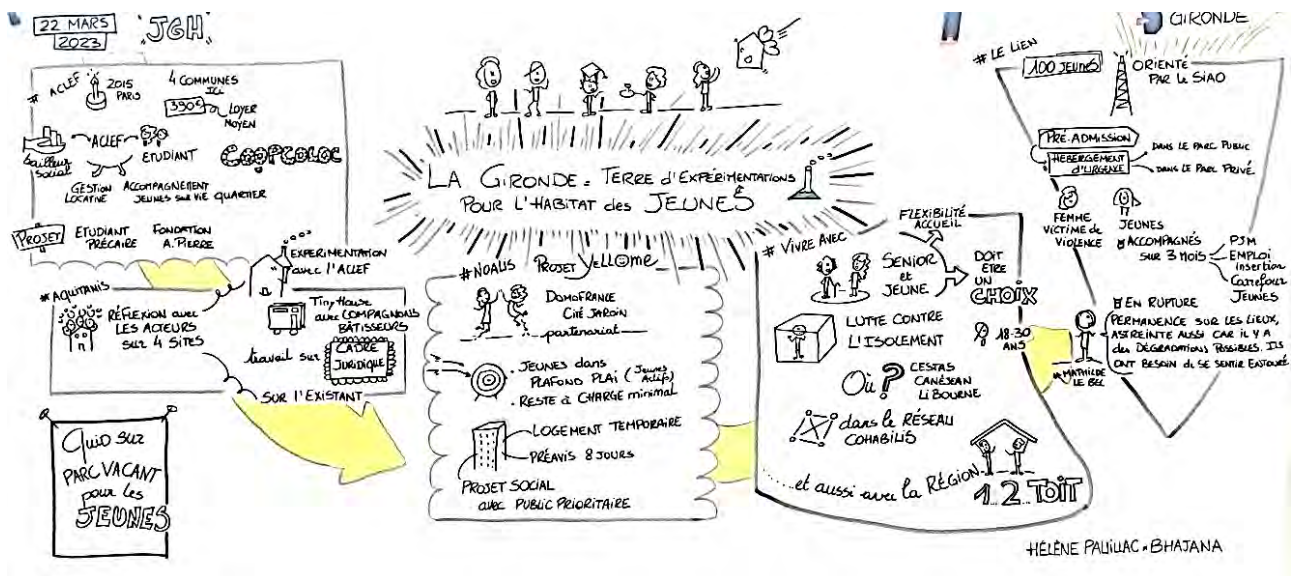 22 MARS
2023
"JGH"
# ACLEF
2015
PARIS
4 COMMUNES
ICI
390€
LOYER
MOYEN
Bailleur
Social
ACLEF
ETUDIANT
COOPCOLOC
GESTION
LOCATIVE
ACCOMPAGNEMENT
JEUNES sur VIE QUARTIER
PROJET
ETUDIANT
PRÉCAIRE
FONDATION
A. PIERRE
# AQUITANIS
RÉFLEXION avec
LES ACTEURS
SUR 4 SITES
EXPERIMENTATION
avec l'ACLEF
Tiny House
avec COMPAGNONS
BÂTISSEURS
travail sur
CADRE
JURIDIQUE
SUR l'EXISTANT
Quid sur
PARC VACANT
pour les
JEUNES
LA GIRONDE = TERRE d'EXPÉRIMENTATIONS
POUR L'HABITAT des JEUNES
#NOALIS
PROJET YELLOME
DOMOFRANCE
CITÉ JARDIN
partenariat
. JEUNES dans
PLAFOND PLAI (Jeunes
Actifs)
. RESTE à CHARGE minimal
LOGEMENT TEMPORAIRE
PRÉAVIS 8 JOURS
PROJET SOCIAL
avec PUBLIC PRIORITAIRE
# VIVRE AVEC
FLEXIBILITÉ
ACCUEIL
SENIOR
et
JEUNE
DOIT
ÊTRE
UN
CHOIX
LUTTE CONTRE
L'ISOLEMENT
18-30
ANS
Où ?
CESTAS
CANÉJEAN
LIBOURNE
dans le RÉSEAU
COHABILIS
...et aussi avec la RÉGION
1..2..TOIT
GIRONDE
# LE LIEN
100 JEUNES
ORIENTÉ
PAR LE SIAO
PRÉ-ADMISSION
HÉBERGEMENT
d'URGENCE
DANS LE PARC PUBLIC
DANS LE PARC PRIVÉ
FEMME
VICTIME de
VIOLENCE
JEUNES
ACCOMPAGNÉS
SUR 3 MOIS
PJM
EMPLOI
insertion
Carrefour
JEUNES
EN RUPTURE
PERMANENCE SUR LES LIEUX,
ASTREINTE AUSSI CAR IL Y A
des DÉGRADATIONS POSSIBLES. ILS
ONT BESOIN de SE SENTIR ENTOURÉ
MATHILDE
LE BEL
HÉLÈNE PAUILLAC * BHAJANA